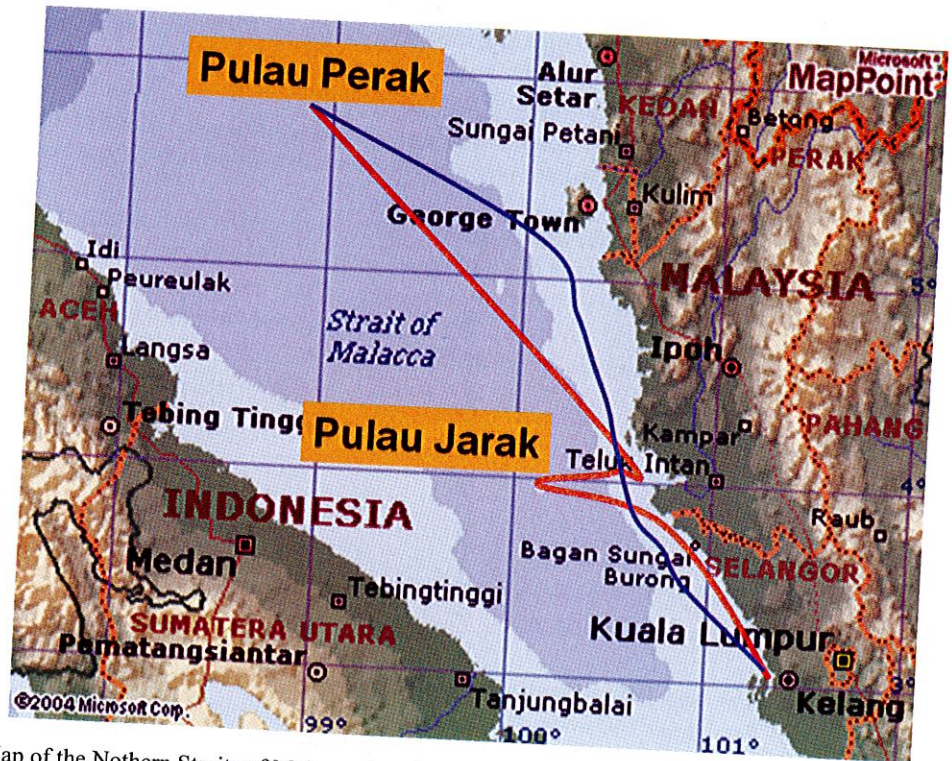 Pulau Perak
Alur
Setar
Microsoft®
MapPoint®
KEDAH
Betong
Sungai Petani
PERAK
Kulim
George Town
Idi
Peureulak
MALAYSIA
5°
ACEH
Strait of
Malacca
Langsa
Ipoh
Tebing Tingg
PAHANG
Pulau Jarak
Kampar
Teluk Intan
4°
INDONESIA
Raub
Medan
Bagan Sungai
Burong
SELANGOR
Tebingtinggi
SUMATERA UTARA
Kuala Lumpur
Pematangsiantar
3°
Kelang
Tanjungbalai
©2004 Microsoft Corp.
99°
100°
101°
Map of the Nothern Strait